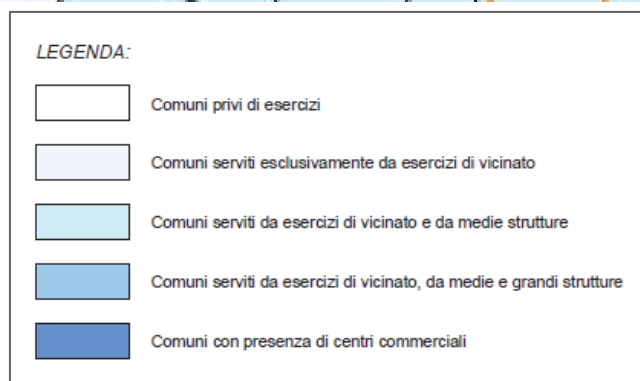 LEGENDA:
Comuni privi di esercizi
Comuni serviti esclusivamente da esercizi di vicinato
Comuni serviti da esercizi di vicinato e da medie strutture
Comuni serviti da esercizi di vicinato, da medie e grandi strutture
Comuni con presenza di centri commerciali